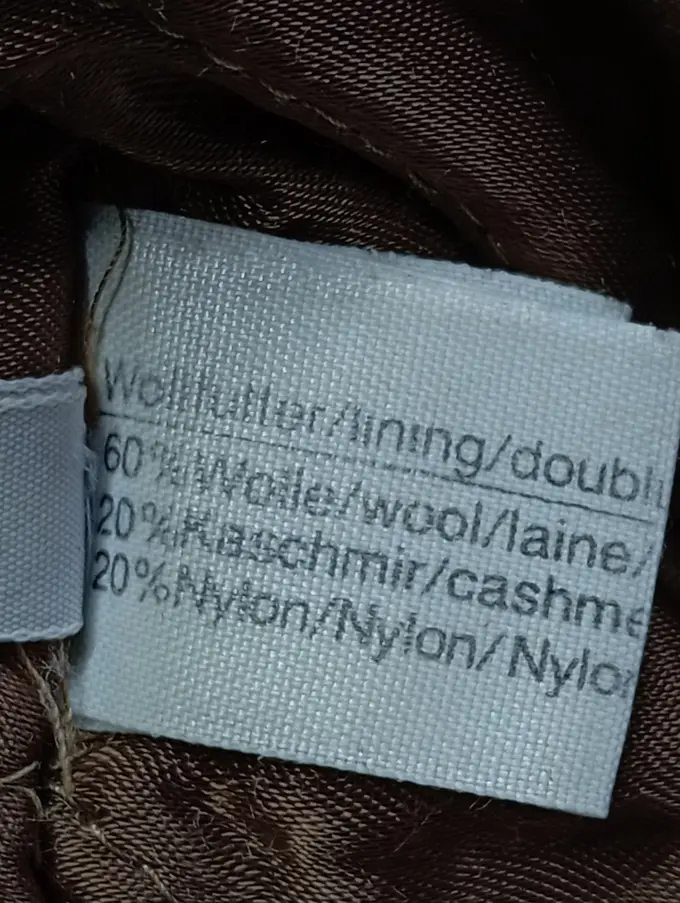 Wollfutter/lining/doubl
60%Wolle/wool/laine/
20%Kaschmir/cashme
20%Nylon/Nylon/Nylo